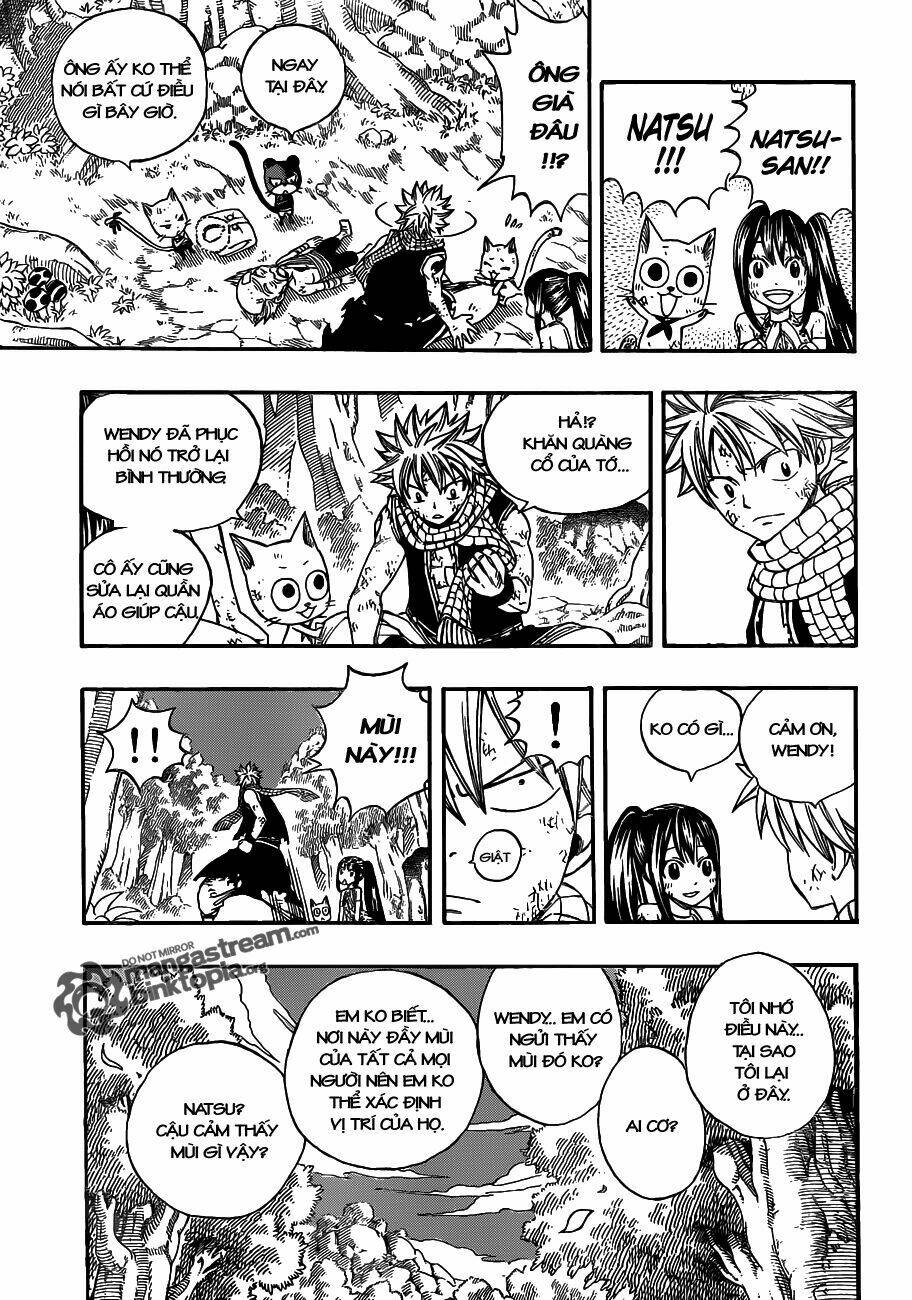 NATSU
!!!
NATSU-
SAN!!
ÔNG
GIÀ
ĐÂU
!!?
NGAY
TẠI ĐÂY
ÔNG ẤY KO THỂ
NÓI BẤT CỨ ĐIỀU
GÌ BÂY GIỜ.
HẢ!?
KHĂN QUÀNG
CỔ CỦA TỚ...
WENDY ĐÃ PHỤC
HỒI NÓ TRỞ LẠI
BÌNH THƯỜNG
CÔ ẤY CŨNG
SỬA LẠI QUẦN
ÁO GIÚP CẬU.
CẢM ƠN,
WENDY!
KO CÓ GÌ...
!
GIẬT
MÙI
NÀY!!!
!!
TÔI NHỚ
ĐIỀU NÀY...
TẠI SAO
TÔI LẠI
Ở ĐÂY.
AI CƠ?
WENDY... EM CÓ
NGỬI THẤY
MÙI ĐÓ KO?
EM KO BIẾT...
NƠI NÀY ĐẦY MÙI
CỦA TẤT CẢ MỌI
NGƯỜI NÊN EM KO
THỂ XÁC ĐỊNH
VỊ TRÍ CỦA HỌ.
NATSU?
CẬU CẢM THẤY
MÙI GÌ VẬY?
DO NOT MIRROR
mangastream.com
binktopia.org